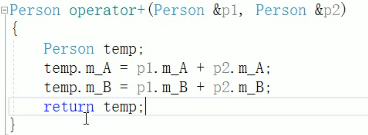 Person operator+(Person &p1, Person &p2)
{
Person temp;
temp.m_A = p1.m_A + p2.m_A;
temp.m_B = p1.m_B + p2.m_B;
return temp;
}